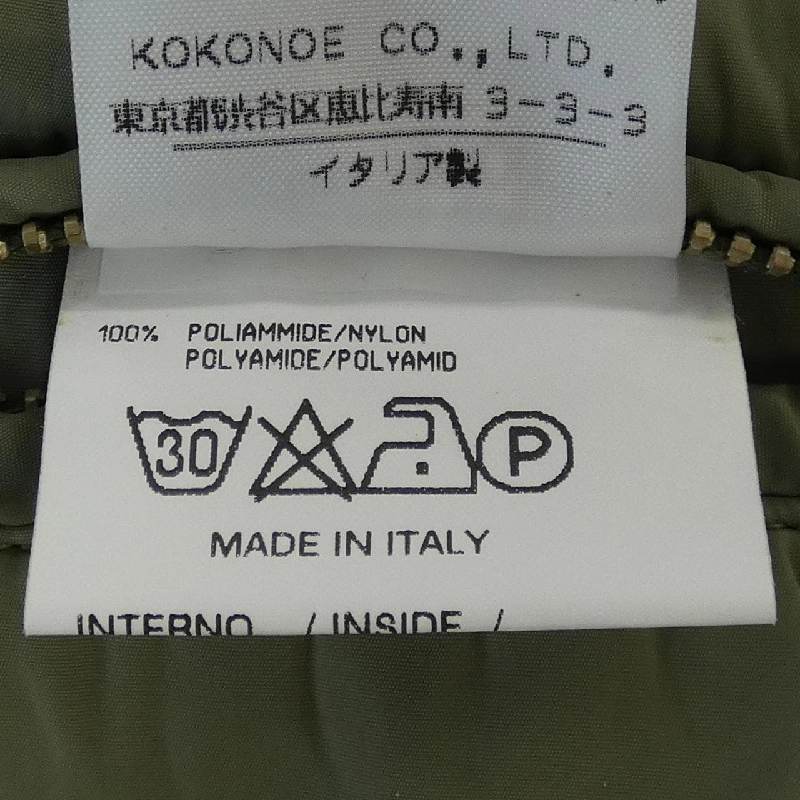 KOKONOE CO., LTD.
東京都渋谷区恵比寿南 3-3-3
イタリア製
100% POLIAMMIDE/NYLON
POLYAMIDE/POLYAMID
30 P
MADE IN ITALY
INTERNO / INSIDE /